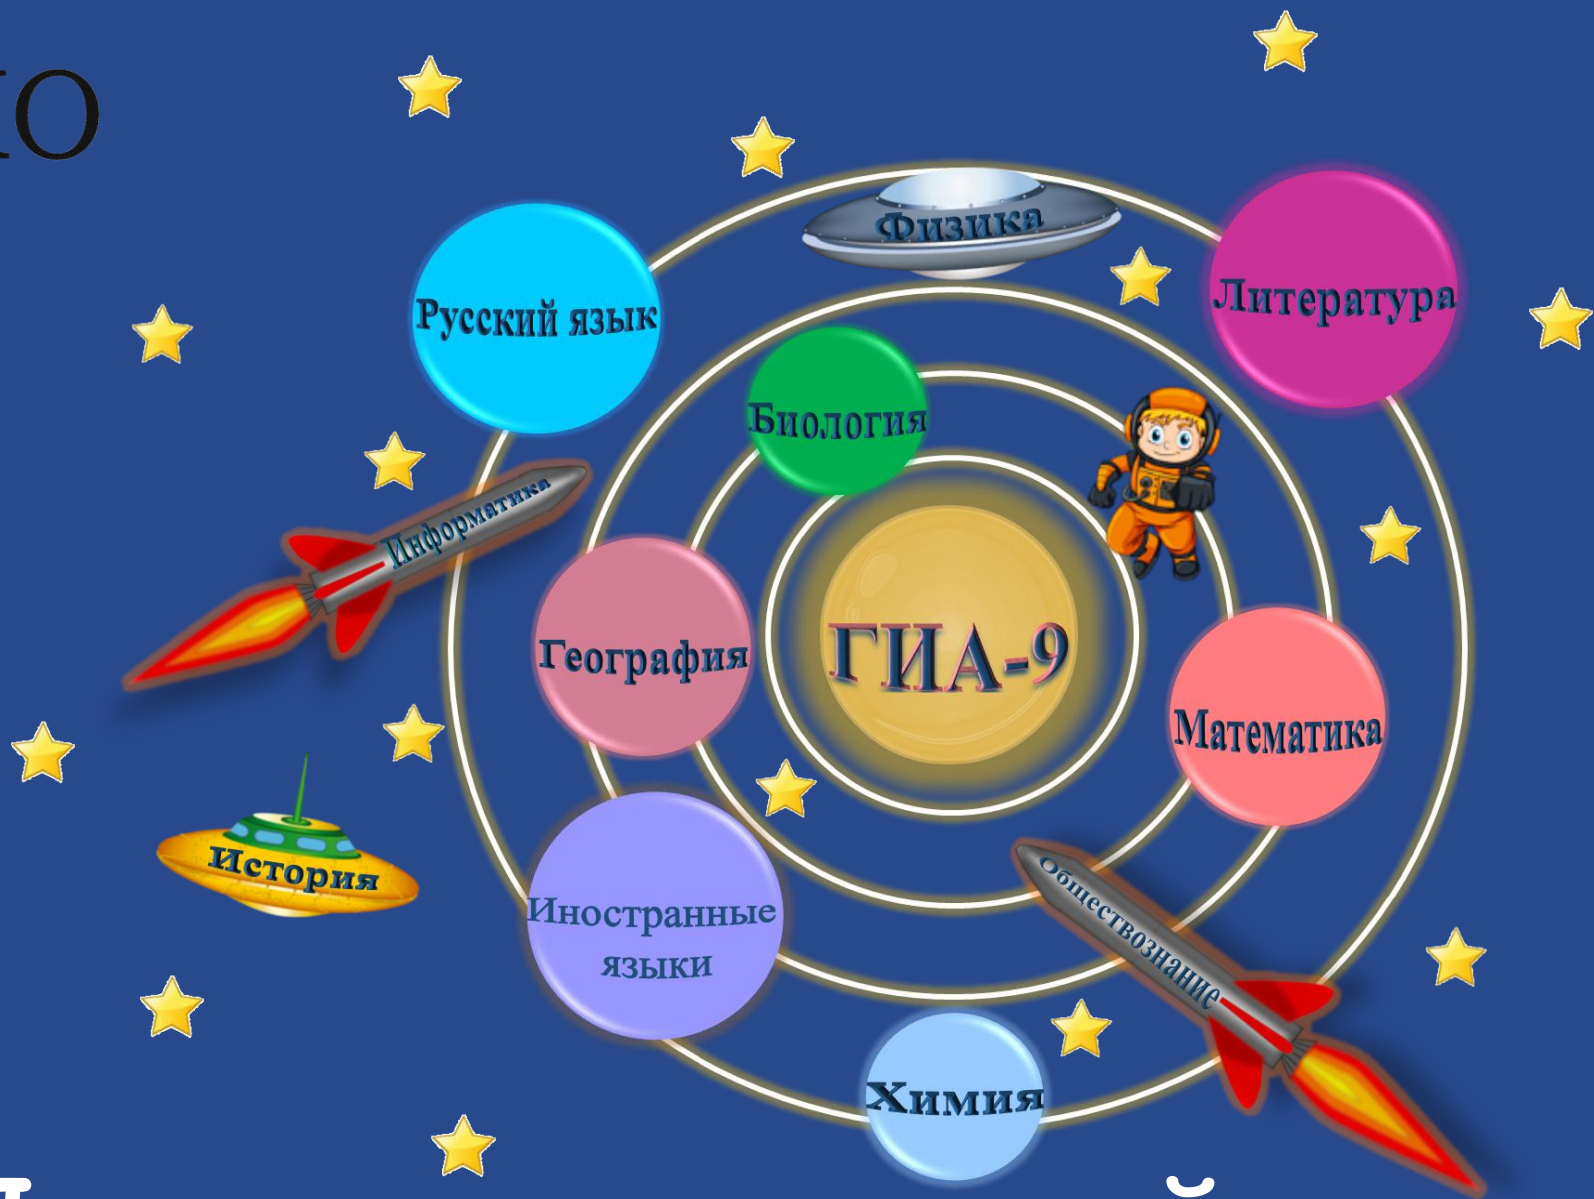 Физика
Литература
Русский язык
Биология
Информатика
География
ГИА-9
Математика
История
Иностранные
языки
Обществознание
Химия